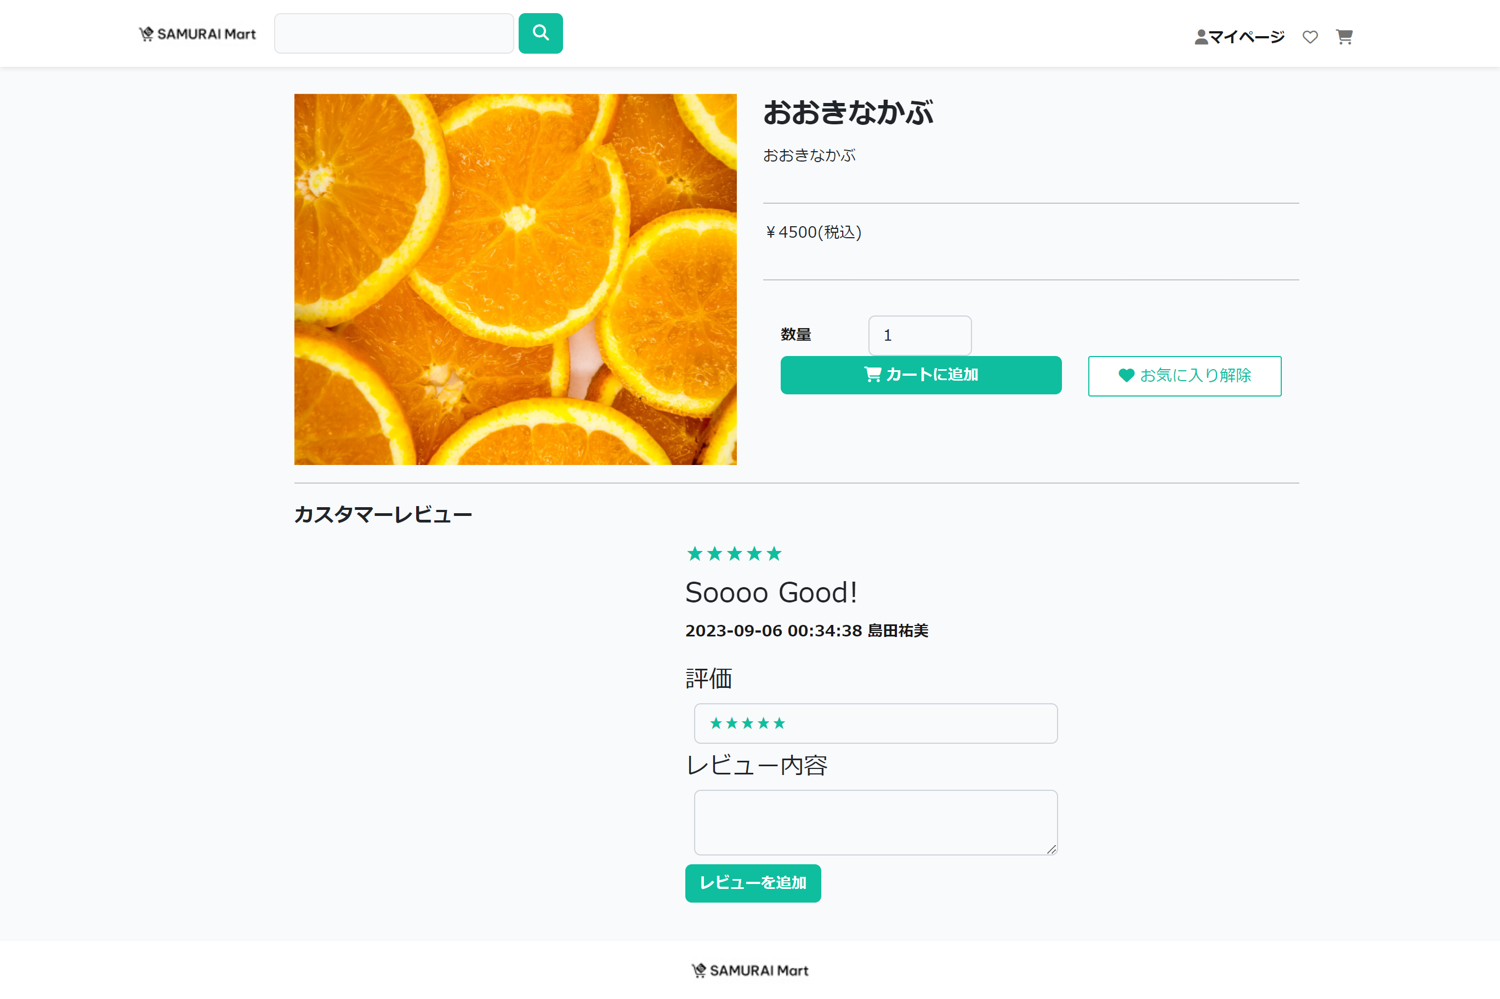 SAMURAI Mart
マイページ
おおきなかぶ
おおきなかぶ
￥4500(税込)
数量
1
カートに追加
お気に入り解除
カスタマーレビュー
★★★★★
Soooo Good!
2023-09-06 00:34:38 島田祐美
評価
★★★★★
レビュー内容
レビューを追加
SAMURAI Mart